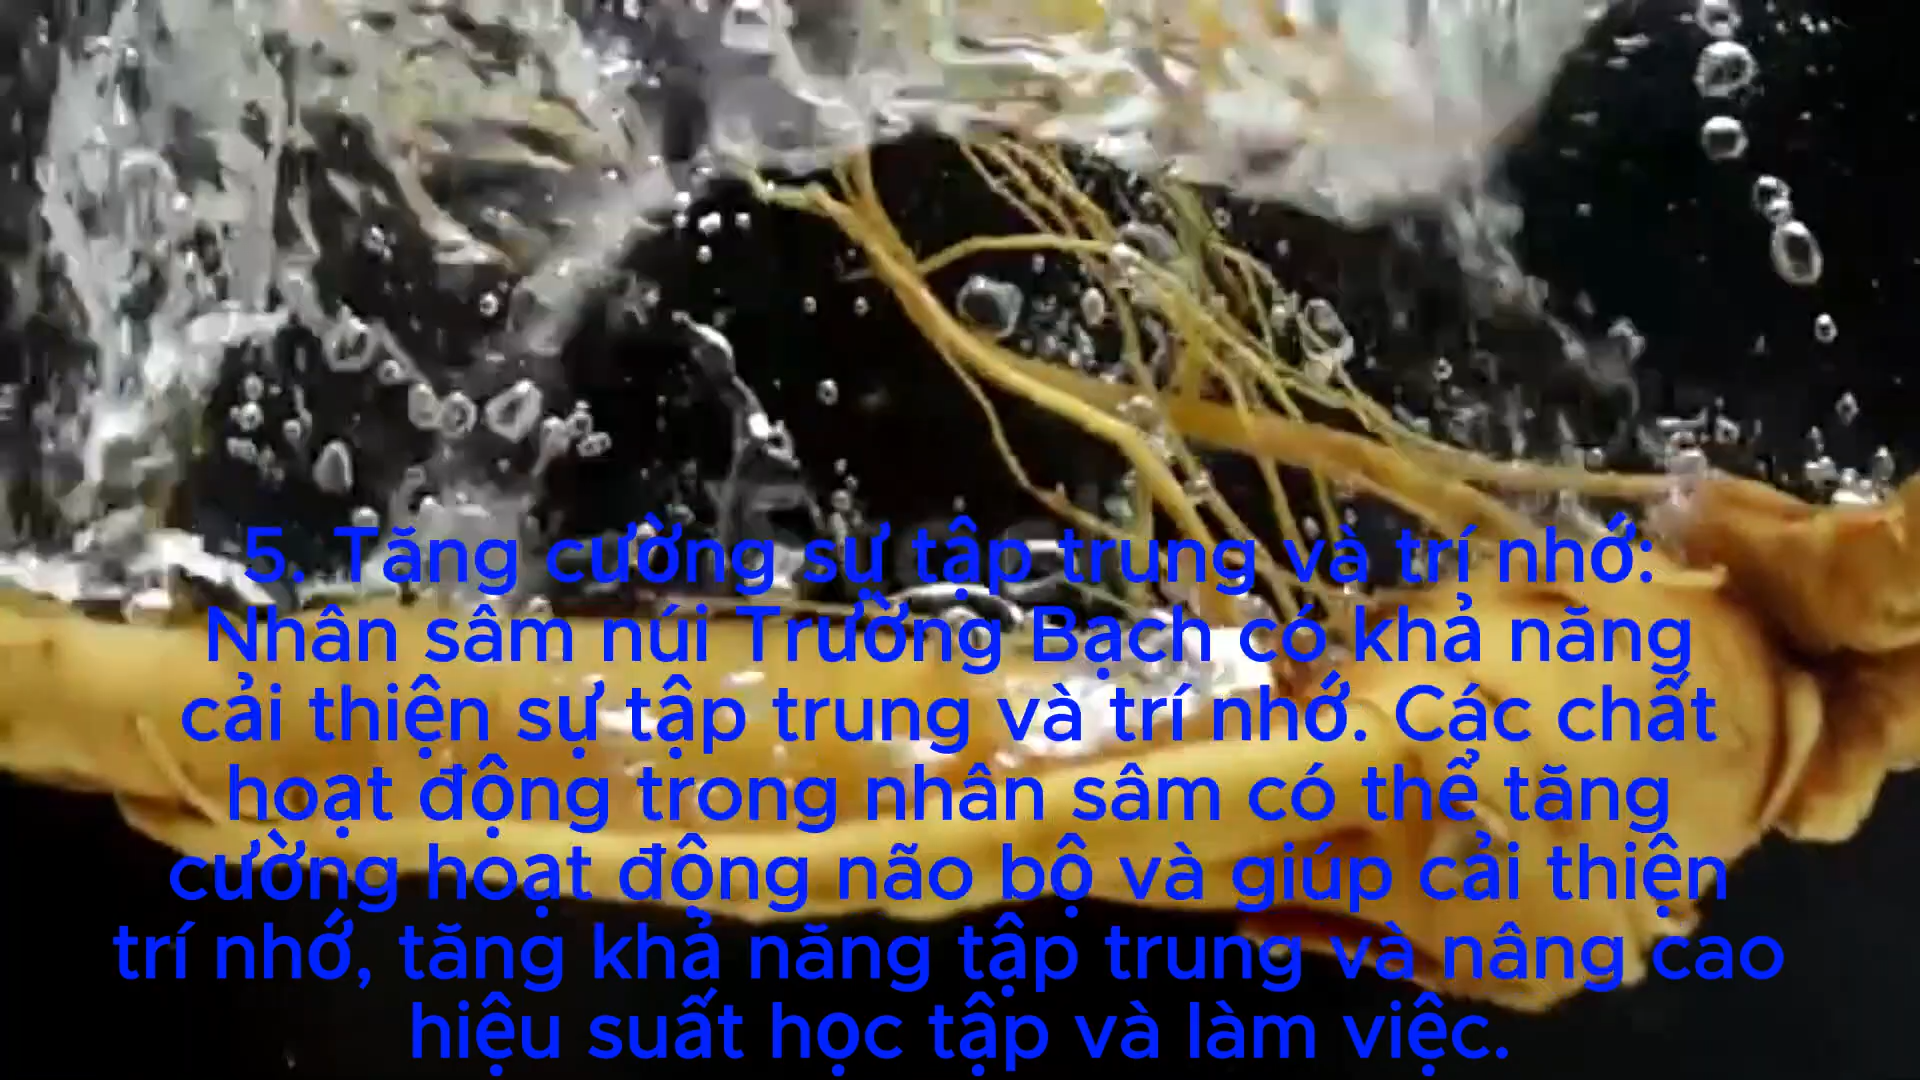 5. Tăng cường sự tập trung và trí nhớ:
Nhân sâm núi Trường Bạch có khả năng
cải thiện sự tập trung và trí nhớ. Các chất
hoạt động trong nhân sâm có thể tăng
cường hoạt động não bộ và giúp cải thiện
trí nhớ, tăng khả năng tập trung và nâng cao
hiệu suất học tập và làm việc.